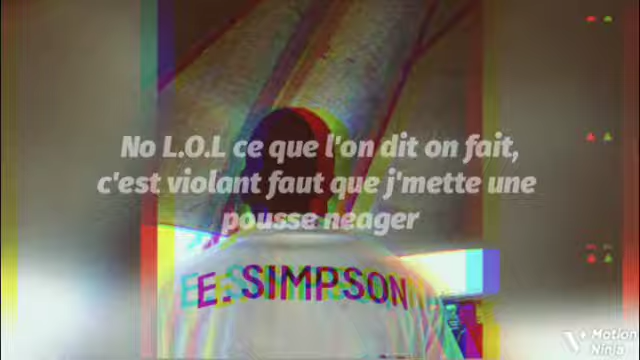 No L.O.L ce que l'on dit on fait,
c'est violant faut que j'mette une
pousse neager
E. SIMPSON
Motion
Ninja